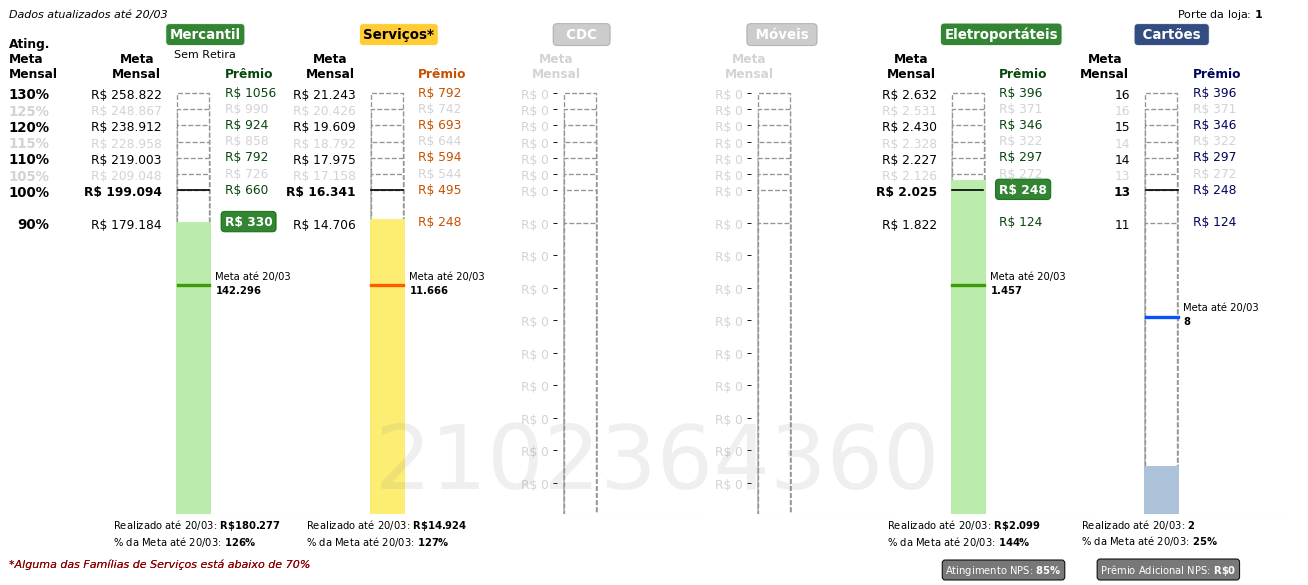 Dados atualizados até 20/03
Porte da loja: 1
Mercantil Serviços* CDC Móveis Eletroportáteis Cartões
Sem Retira
Ating. Meta Mensal
Meta Mensal Prêmio Meta Mensal Prêmio Meta Mensal Meta Mensal Meta Mensal Prêmio Meta Mensal Prêmio
130% R$ 258.822 R$ 1056 R$ 21.243 R$ 792 R$ 0 R$ 0 R$ 2.632 R$ 396 16 R$ 396
125% R$ 248.867 R$ 990 R$ 20.426 R$ 742 R$ 0 R$ 0 R$ 2.531 R$ 371 16 R$ 371
120% R$ 238.912 R$ 924 R$ 19.609 R$ 693 R$ 0 R$ 0 R$ 2.430 R$ 346 15 R$ 346
115% R$ 228.958 R$ 858 R$ 18.792 R$ 644 R$ 0 R$ 0 R$ 2.328 R$ 322 14 R$ 322
110% R$ 219.003 R$ 792 R$ 17.975 R$ 594 R$ 0 R$ 0 R$ 2.227 R$ 297 14 R$ 297
105% R$ 209.048 R$ 726 R$ 17.158 R$ 544 R$ 0 R$ 0 R$ 2.126 R$ 272 13 R$ 272
100% R$ 199.094 R$ 660 R$ 16.341 R$ 495 R$ 0 R$ 0 R$ 2.025 R$ 248 13 R$ 248
90% R$ 179.184 R$ 330 R$ 14.706 R$ 248 R$ 0 R$ 0 R$ 1.822 R$ 124 11 R$ 124
R$ 0 R$ 0
Meta até 20/03 Meta até 20/03 Meta até 20/03
142.296 11.666 1.457
R$ 0 R$ 0
Meta até 20/03
8
R$ 0 R$ 0
R$ 0 R$ 0
R$ 0 R$ 0
R$ 0 R$ 0
R$ 0 R$ 0
R$ 0 R$ 0
2102364360
Realizado até 20/03: R$180.277 Realizado até 20/03: R$14.924 Realizado até 20/03: R$2.099 Realizado até 20/03: 2
% da Meta até 20/03: 126% % da Meta até 20/03: 127% % da Meta até 20/03: 144% % da Meta até 20/03: 25%
*Alguma das Famílias de Serviços está abaixo de 70%
Atingimento NPS: 85% Prêmio Adicional NPS: R$0